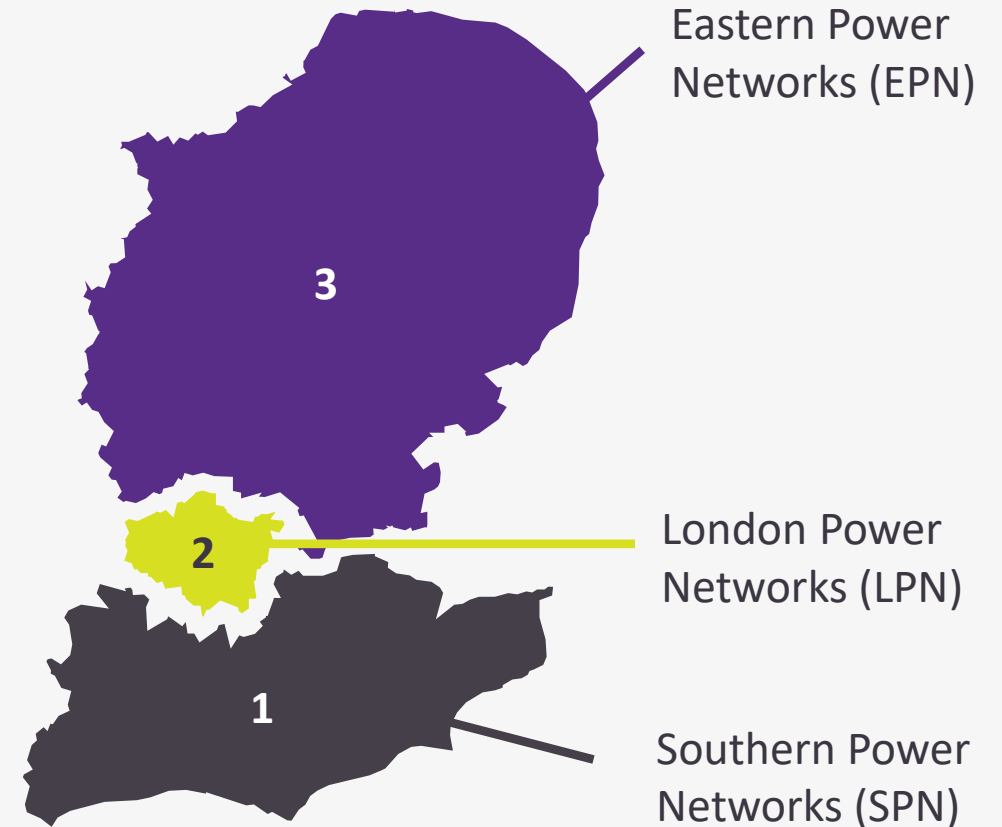 Eastern Power
Networks (EPN)
3
London Power
Networks (LPN)
2
1
Southern Power
Networks (SPN)